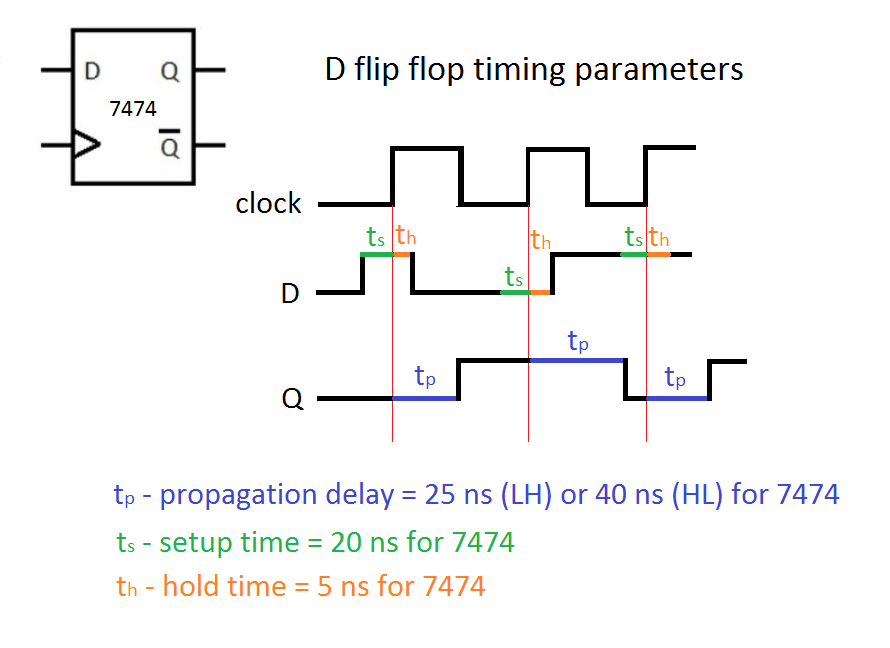 D flip flop timing parameters
D Q
7474
Q
clock
ts th th ts th
ts
D
tp
tp tp
Q
tp - propagation delay = 25 ns (LH) or 40 ns (HL) for 7474
ts - setup time = 20 ns for 7474
th - hold time = 5 ns for 7474